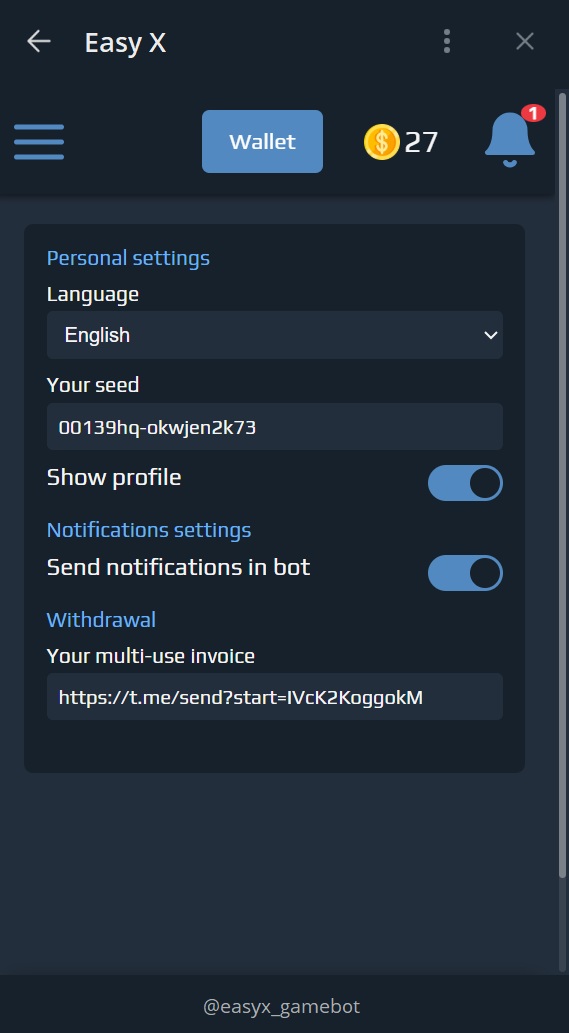 Easy X
Wallet
27
1
Personal settings
Language
English
Your seed
00139hq-okwjen2k73
Show profile
Notifications settings
Send notifications in bot
Withdrawal
Your multi-use invoice
https://t.me/send?start=IVcK2KoggokM
@easyx_gamebot